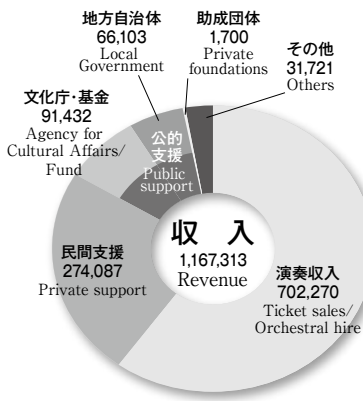 地方自治体
66,103
Local
Government
助成団体
1,700
Private
foundations
その他
31,721
Others
文化庁・基金
91,432
Agency for
Cultural Affairs/
Fund
公的
支援
Public
support
民間支援
274,087
Private support
収 入
1,167,313
Revenue
演奏収入
702,270
Ticket sales/
Orchestral hire